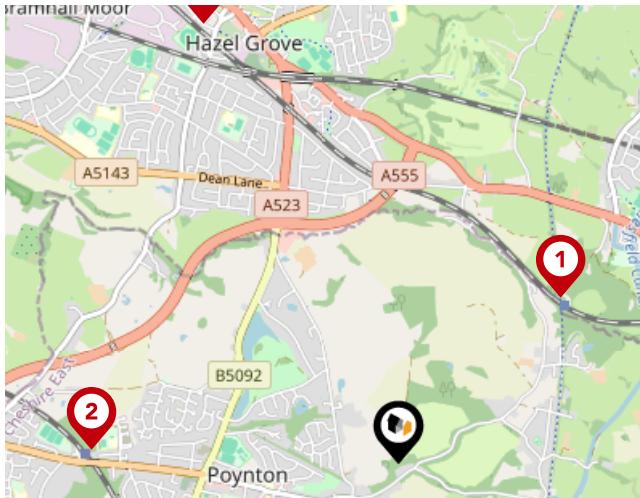 Bramhall Moor
Hazel Grove
A5143
Dean Lane
A555
A523
1
B5092
Cheshire East
2
Poynton